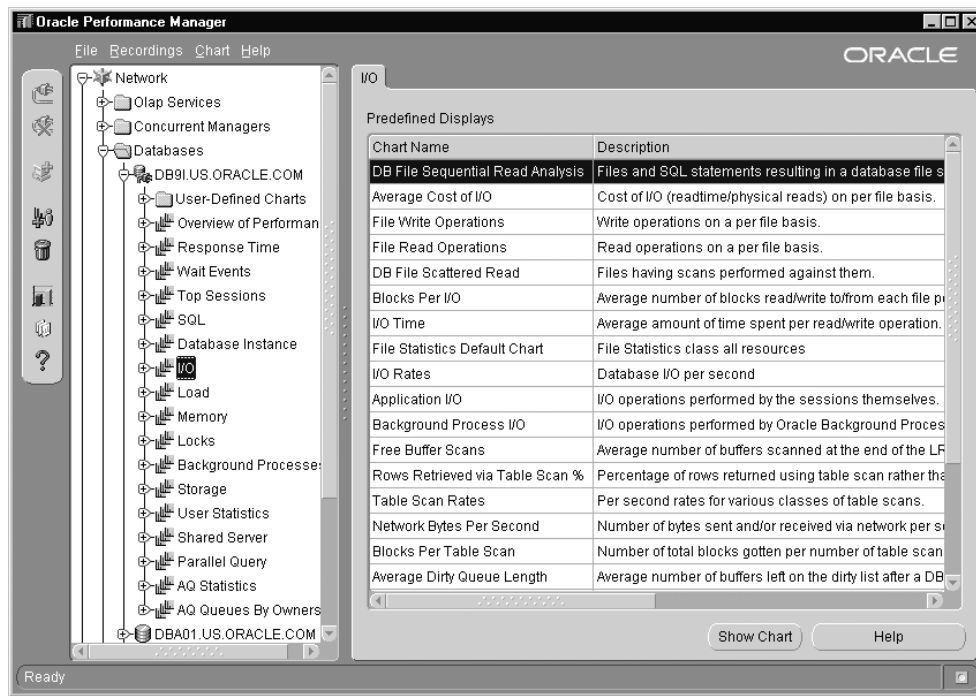 Oracle Performance Manager
File Recordings Chart Help
ORACLE
Network
Olap Services
Concurrent Managers
Databases
DB9I.US.ORACLE.COM
User-Defined Charts
Overview of Performan
Response Time
Wait Events
Top Sessions
SQL
Database Instance
I/O
Load
Memory
Locks
Background Processes
Storage
User Statistics
Shared Server
Parallel Query
AQ Statistics
AQ Queues By Owners
DBA01.US.ORACLE.COM
I/O
Predefined Displays
Chart Name Description
DB File Sequential Read Analysis Files and SQL statements resulting in a database file s
Average Cost of I/O Cost of I/O (readtime/physical reads) on per file basis.
File Write Operations Write operations on a per file basis.
File Read Operations Read operations on a per file basis.
DB File Scattered Read Files having scans performed against them.
Blocks Per I/O Average number of blocks read/write to/from each file p
I/O Time Average amount of time spent per read/write operation.
File Statistics Default Chart File Statistics class all resources
I/O Rates Database I/O per second
Application I/O I/O operations performed by the sessions themselves.
Background Process I/O I/O operations performed by Oracle Background Proces
Free Buffer Scans Average number of buffers scanned at the end of the LR
Rows Retrieved via Table Scan % Percentage of rows returned using table scan rather tha
Table Scan Rates Per second rates for various classes of table scans.
Network Bytes Per Second Number of bytes sent and/or received via network per s
Blocks Per Table Scan Number of total blocks gotten per number of table scan
Average Dirty Queue Length Average number of buffers left on the dirty list after a DB
Show Chart Help
Ready